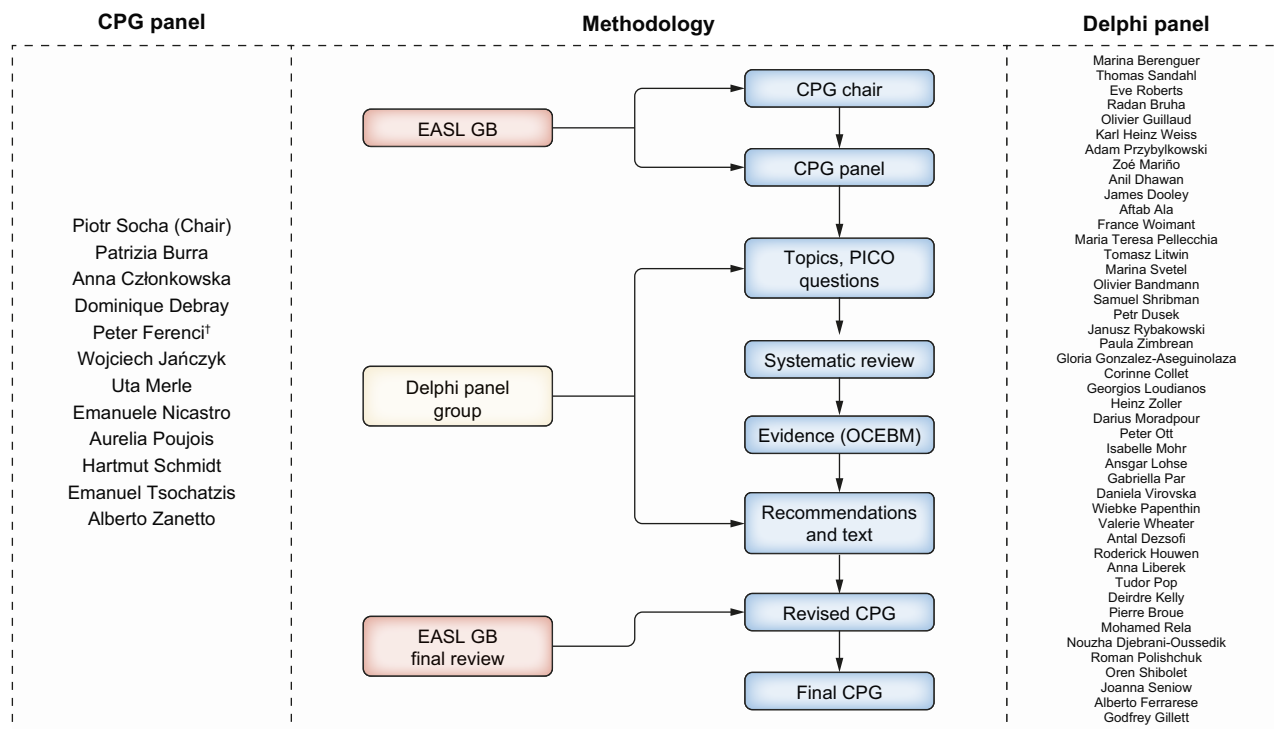 CPG panel
Piotr Socha (Chair)
Patrizia Burra
Anna Członkowska
Dominique Debray
Peter Ferenci†
Wojciech Jańczyk
Uta Merle
Emanuele Nicastro
Aurelia Poujois
Hartmut Schmidt
Emanuel Tsochatzis
Alberto Zanetto
Methodology
EASL GB
CPG chair
CPG panel
Delphi panel
group
Topics, PICO
questions
Systematic review
Evidence (OCEBM)
Recommendations
and text
EASL GB
final review
Revised CPG
Final CPG
Delphi panel
Marina Berenguer
Thomas Sandahl
Eve Roberts
Radan Bruha
Olivier Guillaud
Karl Heinz Weiss
Adam Przybylkowski
Zoé Mariño
Anil Dhawan
James Dooley
Aftab Ala
France Woimant
Maria Teresa Pellecchia
Tomasz Litwin
Marina Svetel
Olivier Bandmann
Samuel Shribman
Petr Dusek
Janusz Rybakowski
Paula Zimbrean
Gloria Gonzalez-Aseguinolaza
Corinne Collet
Georgios Loudianos
Heinz Zoller
Darius Moradpour
Peter Ott
Isabelle Mohr
Ansgar Lohse
Gabriella Par
Daniela Virovska
Wiebke Papenthin
Valerie Wheater
Antal Dezsofi
Roderick Houwen
Anna Liberek
Tudor Pop
Deirdre Kelly
Pierre Broue
Mohamed Rela
Nouzha Djebrani-Oussedik
Roman Polishchuk
Oren Shibolet
Joanna Seniow
Alberto Ferrarese
Godfrey Gillett